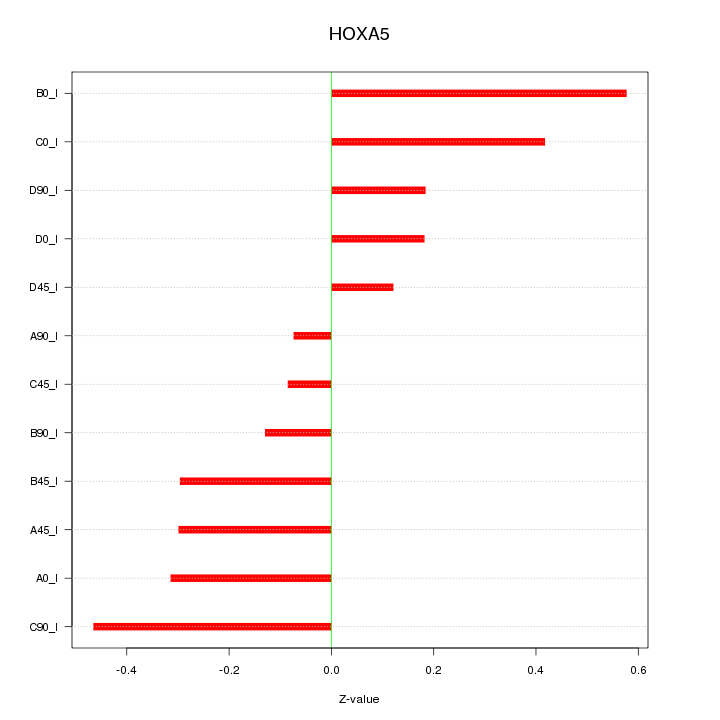 HOXA5
B0_I
C0_I
D90_I
D0_I
D45_I
A90_I
C45_I
B90_I
B45_I
A45_I
A0_I
C90_I
-0.4 -0.2 0.0 0.2 0.4 0.6
Z-value